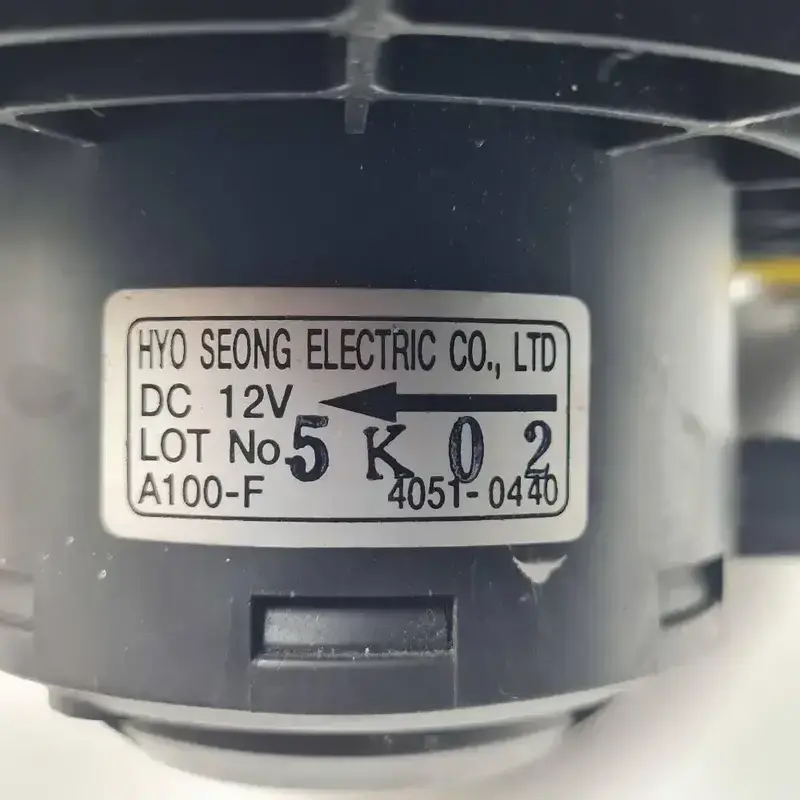 HYO SEONG ELECTRIC CO., LTD
DC 12V
LOT No. 5 K 0 2
A100-F 4051-0440